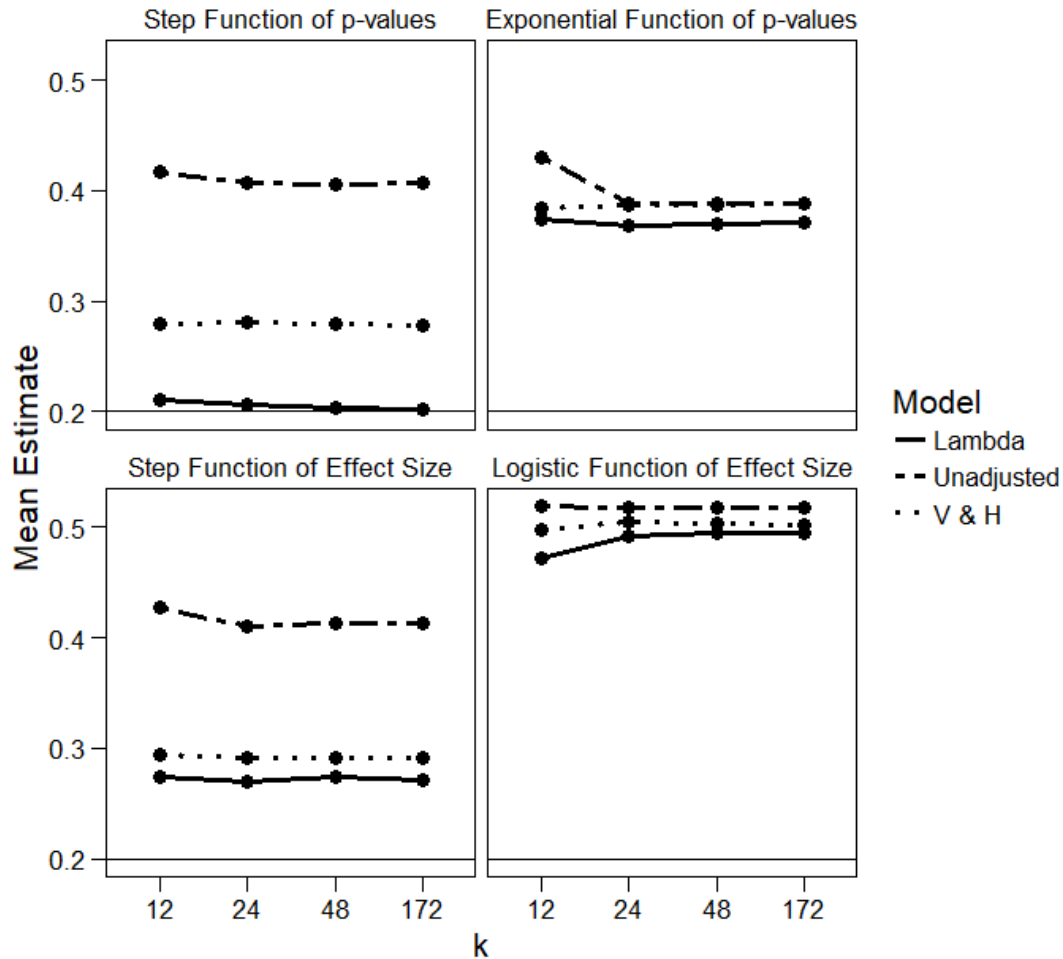 Step Function of p-values
Exponential Function of p-values
0.5
0.4
0.3
0.2
Step Function of Effect Size
Logistic Function of Effect Size
0.5
0.4
0.3
0.2
12 24 48 172
12 24 48 172
k
Mean Estimate
Model
Lambda
Unadjusted
V & H